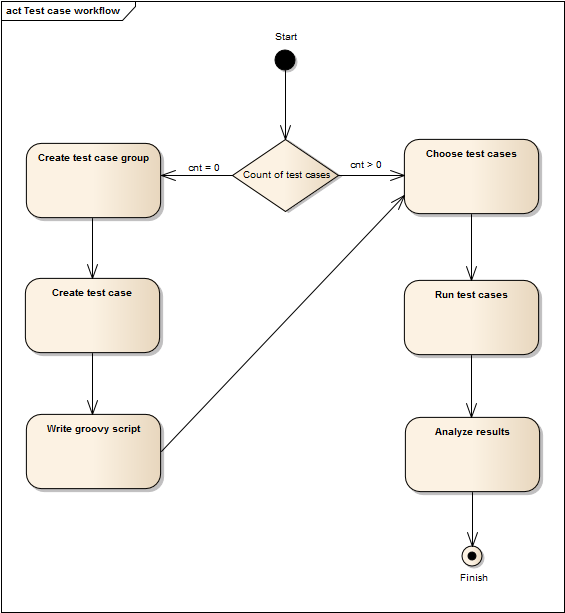 act Test case workflow
Start
Create test case group
cnt = 0
Count of test cases
cnt > 0
Choose test cases
Create test case
Run test cases
Write groovy script
Analyze results
Finish